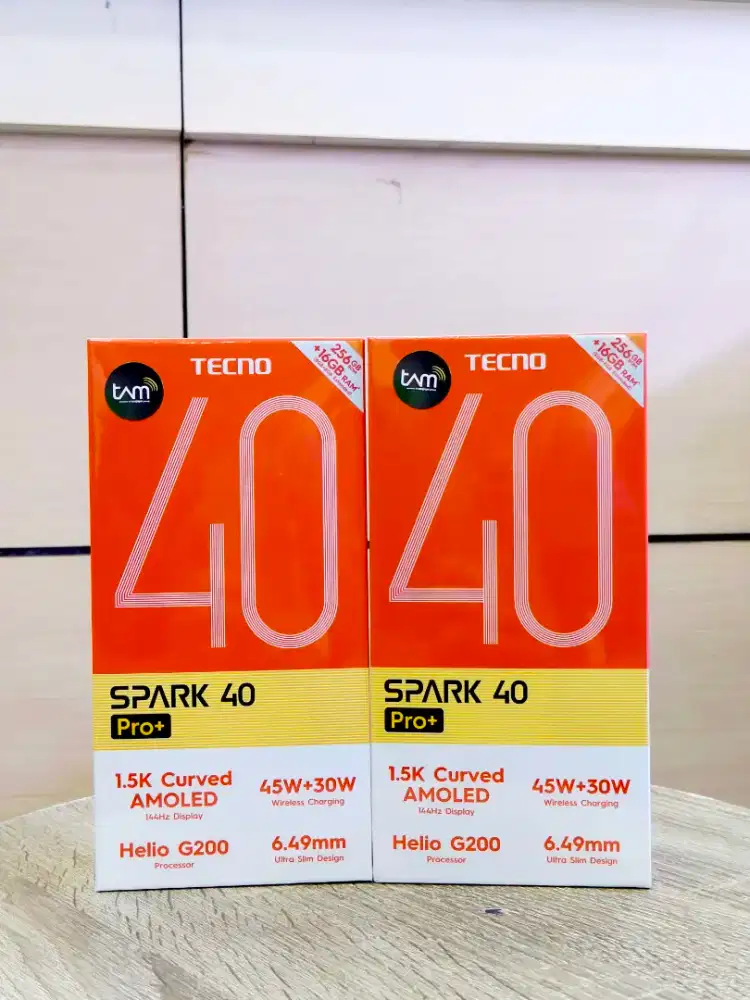 TECNO
256GB ROM
+16GB RAM*
tam
40
SPARK 40
Pro+
1.5K Curved
AMOLED
144Hz Display
45W+30W
Wireless Charging
Helio G200
Processor
6.49mm
Ultra Slim Design
TECNO
256GB ROM
+16GB RAM*
tam
40
SPARK 40
Pro+
1.5K Curved
AMOLED
144Hz Display
45W+30W
Wireless Charging
Helio G200
Processor
6.49mm
Ultra Slim Design